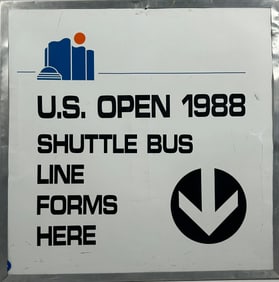 U.S. OPEN 1988
SHUTTLE BUS
LINE
FORMS
HERE